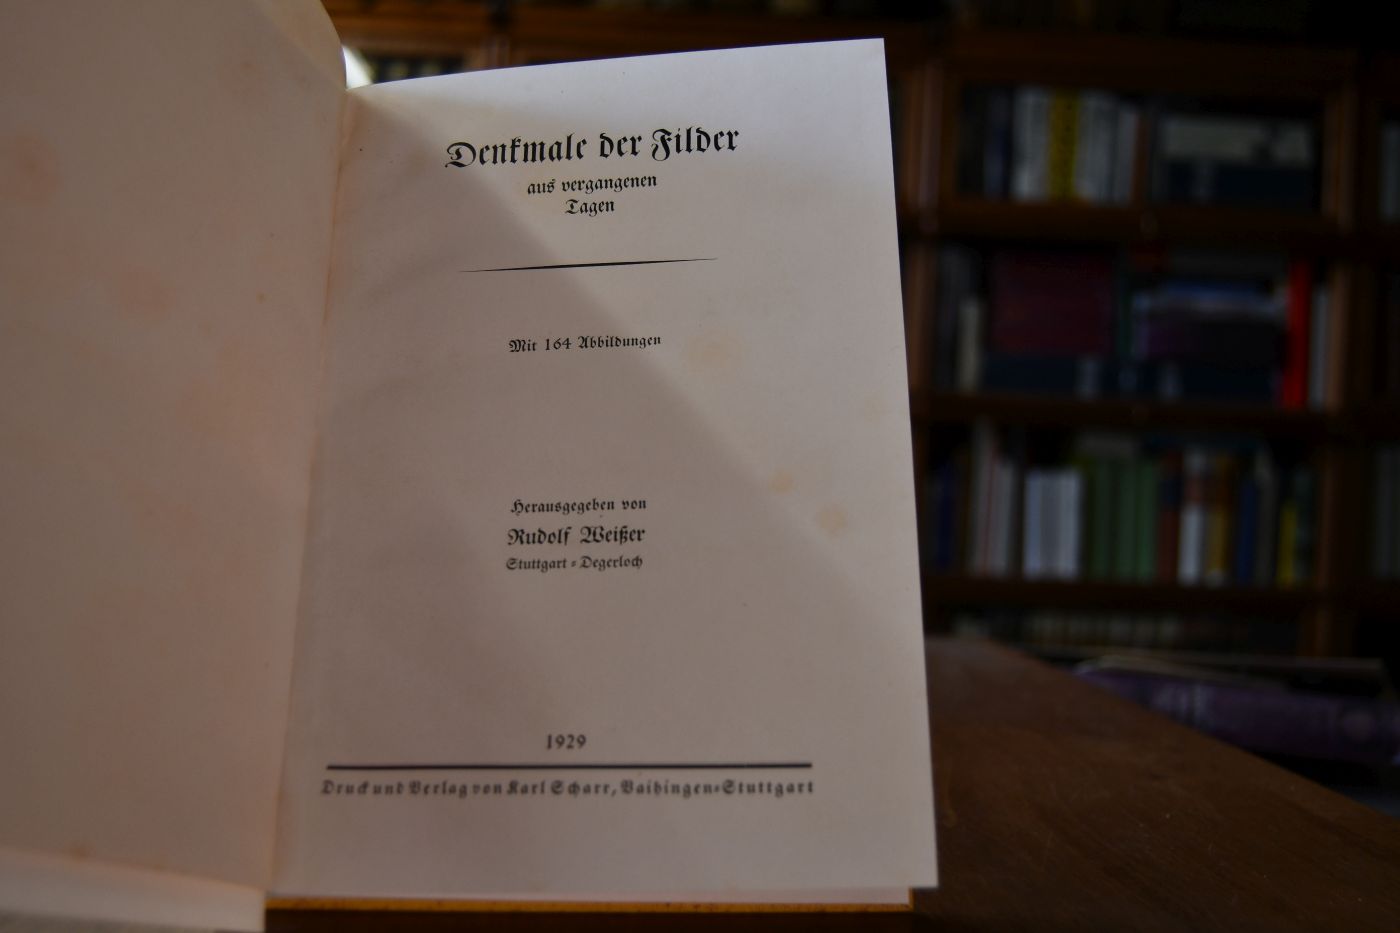 Denkmale der Filder
aus vergangenen
Tagen
Mit 164 Abbildungen
Herausgegeben von
Rudolf Weißer
Stuttgart-Degerloch
1929
Druck und Verlag von Karl Scharr, Vaihingen-Stuttgart